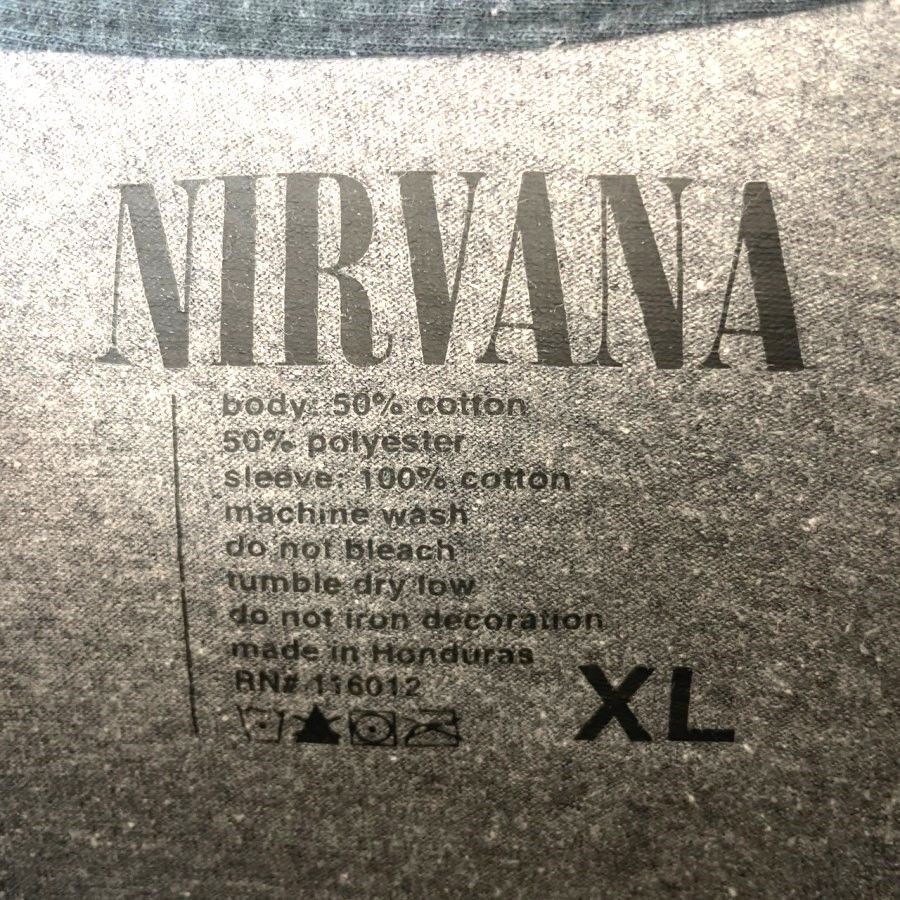 NIRVANA
body: 50% cotton
50% polyester
sleeve: 100% cotton
machine wash
do not bleach
tumble dry low
do not iron decoration
made in Honduras
RN# 116012
XL